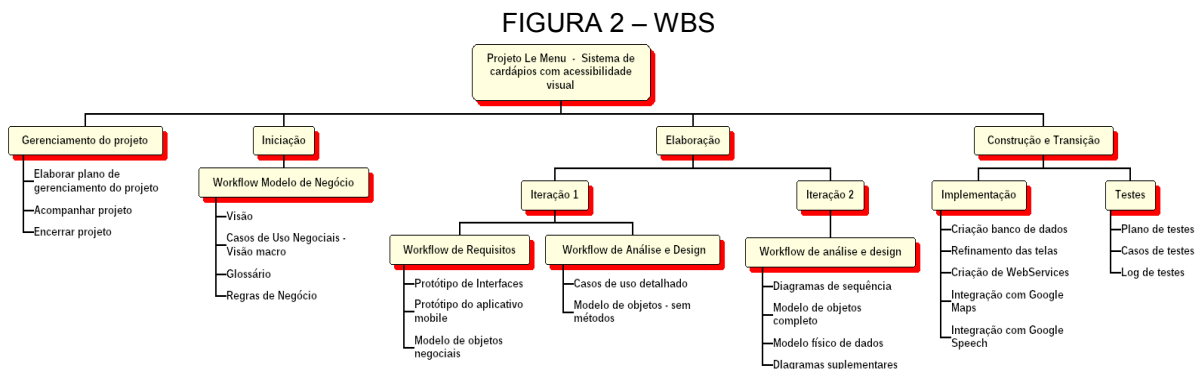 FIGURA 2 – WBS
Projeto Le Menu - Sistema de
cardápios com acessibilidade
visual
Gerenciamento do projeto
Elaborar plano de
gerenciamento do projeto
Acompanhar projeto
Encerrar projeto
Iniciação
Workflow Modelo de Negócio
Visão
Casos de Uso Negociais -
Visão macro
Glossário
Regras de Negócio
Elaboração
Iteração 1
Workflow de Requisitos
Protótipo de Interfaces
Protótipo do aplicativo
mobile
Modelo de objetos
negociais
Workflow de Análise e Design
Casos de uso detalhado
Modelo de objetos - sem
métodos
Iteração 2
Workflow de análise e design
Diagramas de sequência
Modelo de objetos
completo
Modelo físico de dados
DIagramas suplementares
Construção e Transição
Implementação
Criação banco de dados
Refinamento das telas
Criação de WebServices
Integração com Google
Maps
Integração com Google
Speech
Testes
Plano de testes
Casos de testes
Log de testes